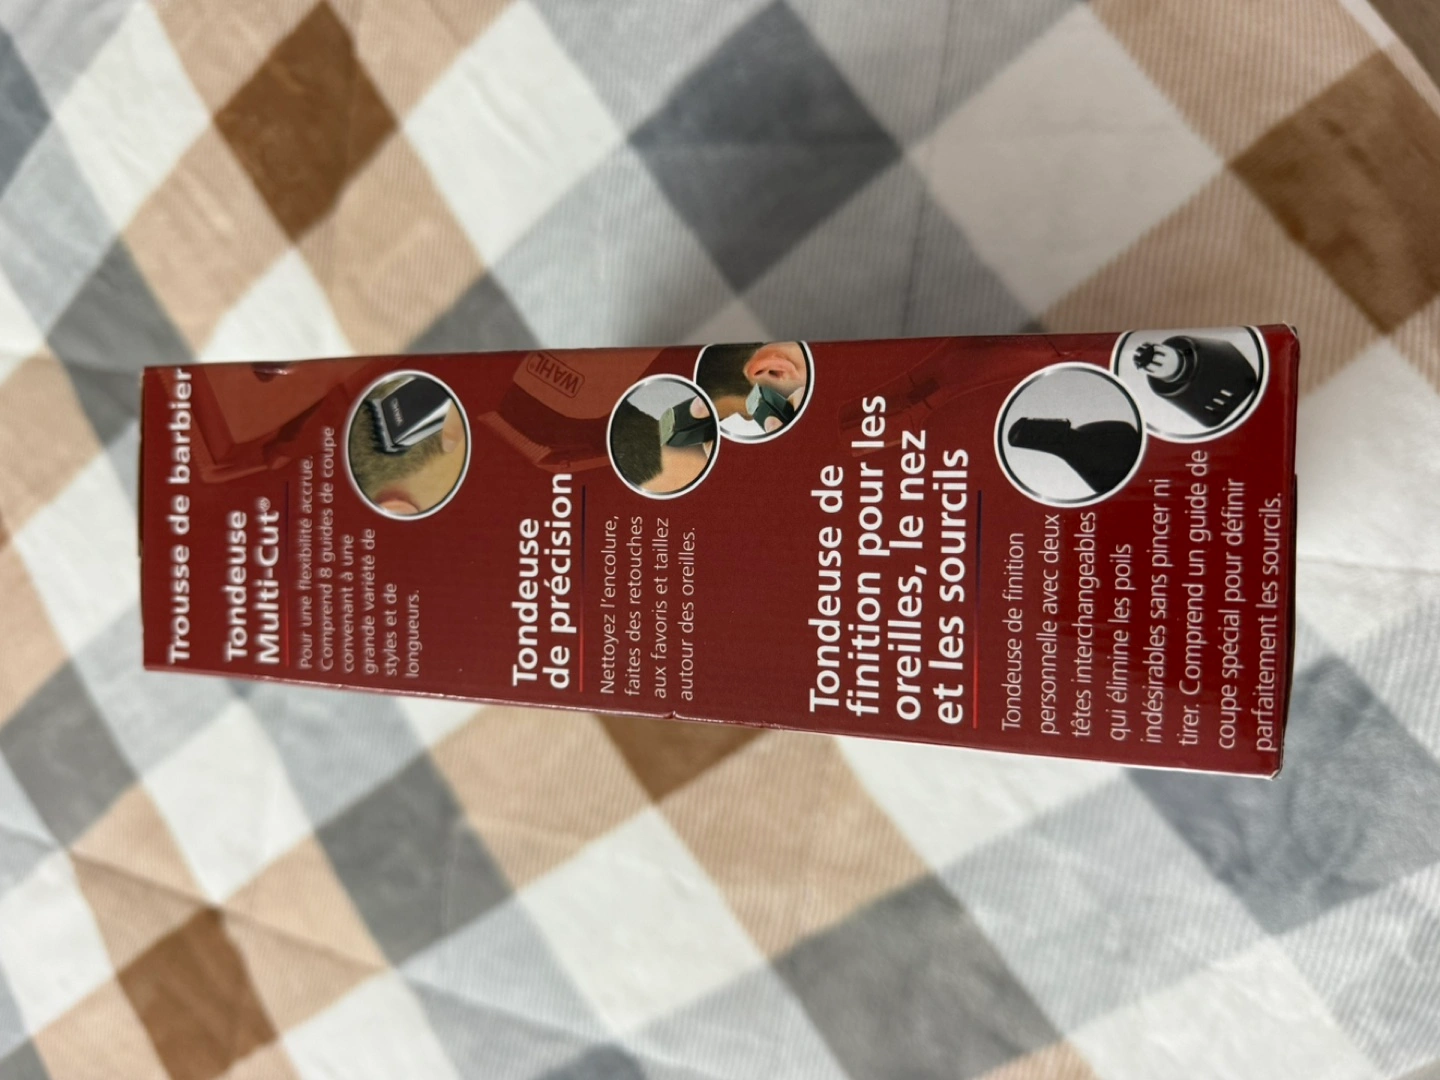 Trousse de barbier
Tondeuse
Multi-Cut®
Pour une flexibilité accrue.
Comprend 8 guides de coupe
convenant à une
grande variété de
styles et de
longueurs.
WAHL
Tondeuse
de précision
WAHL
Nettoyez l'encolure,
faites des retouches
aux favoris et taillez
autour des oreilles.
Tondeuse de
finition pour les
oreilles, le nez
et les sourcils
Tondeuse de finition
personnelle avec deux
têtes interchangeables
qui élimine les poils
indésirables sans pincer ni
tirer. Comprend un guide de
coupe spécial pour définir
parfaitement les sourcils.